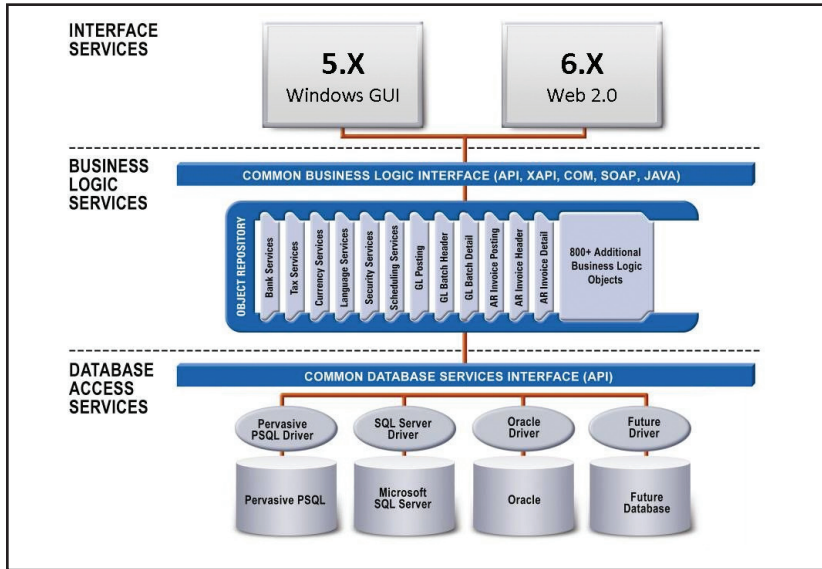 INTERFACE
SERVICES
5.X
Windows GUI
6.X
Web 2.0
BUSINESS
LOGIC
SERVICES
COMMON BUSINESS LOGIC INTERFACE (API, XAPI, COM, SOAP, JAVA)
OBJECT REPOSITORY
Bank Services
Tax Services
Currency Services
Language Services
Security Services
Scheduling Services
GL Posting
GL Batch Header
GL Batch Detail
AR Invoice Posting
AR Invoice Header
AR Invoice Detail
800+ Additional
Business Logic
Objects
DATABASE
ACCESS
SERVICES
COMMON DATABASE SERVICES INTERFACE (API)
Pervasive
PSQL Driver
SQL Server
Driver
Oracle
Driver
Future
Driver
Pervasive PSQL
Microsoft
SQL Server
Oracle
Future
Database